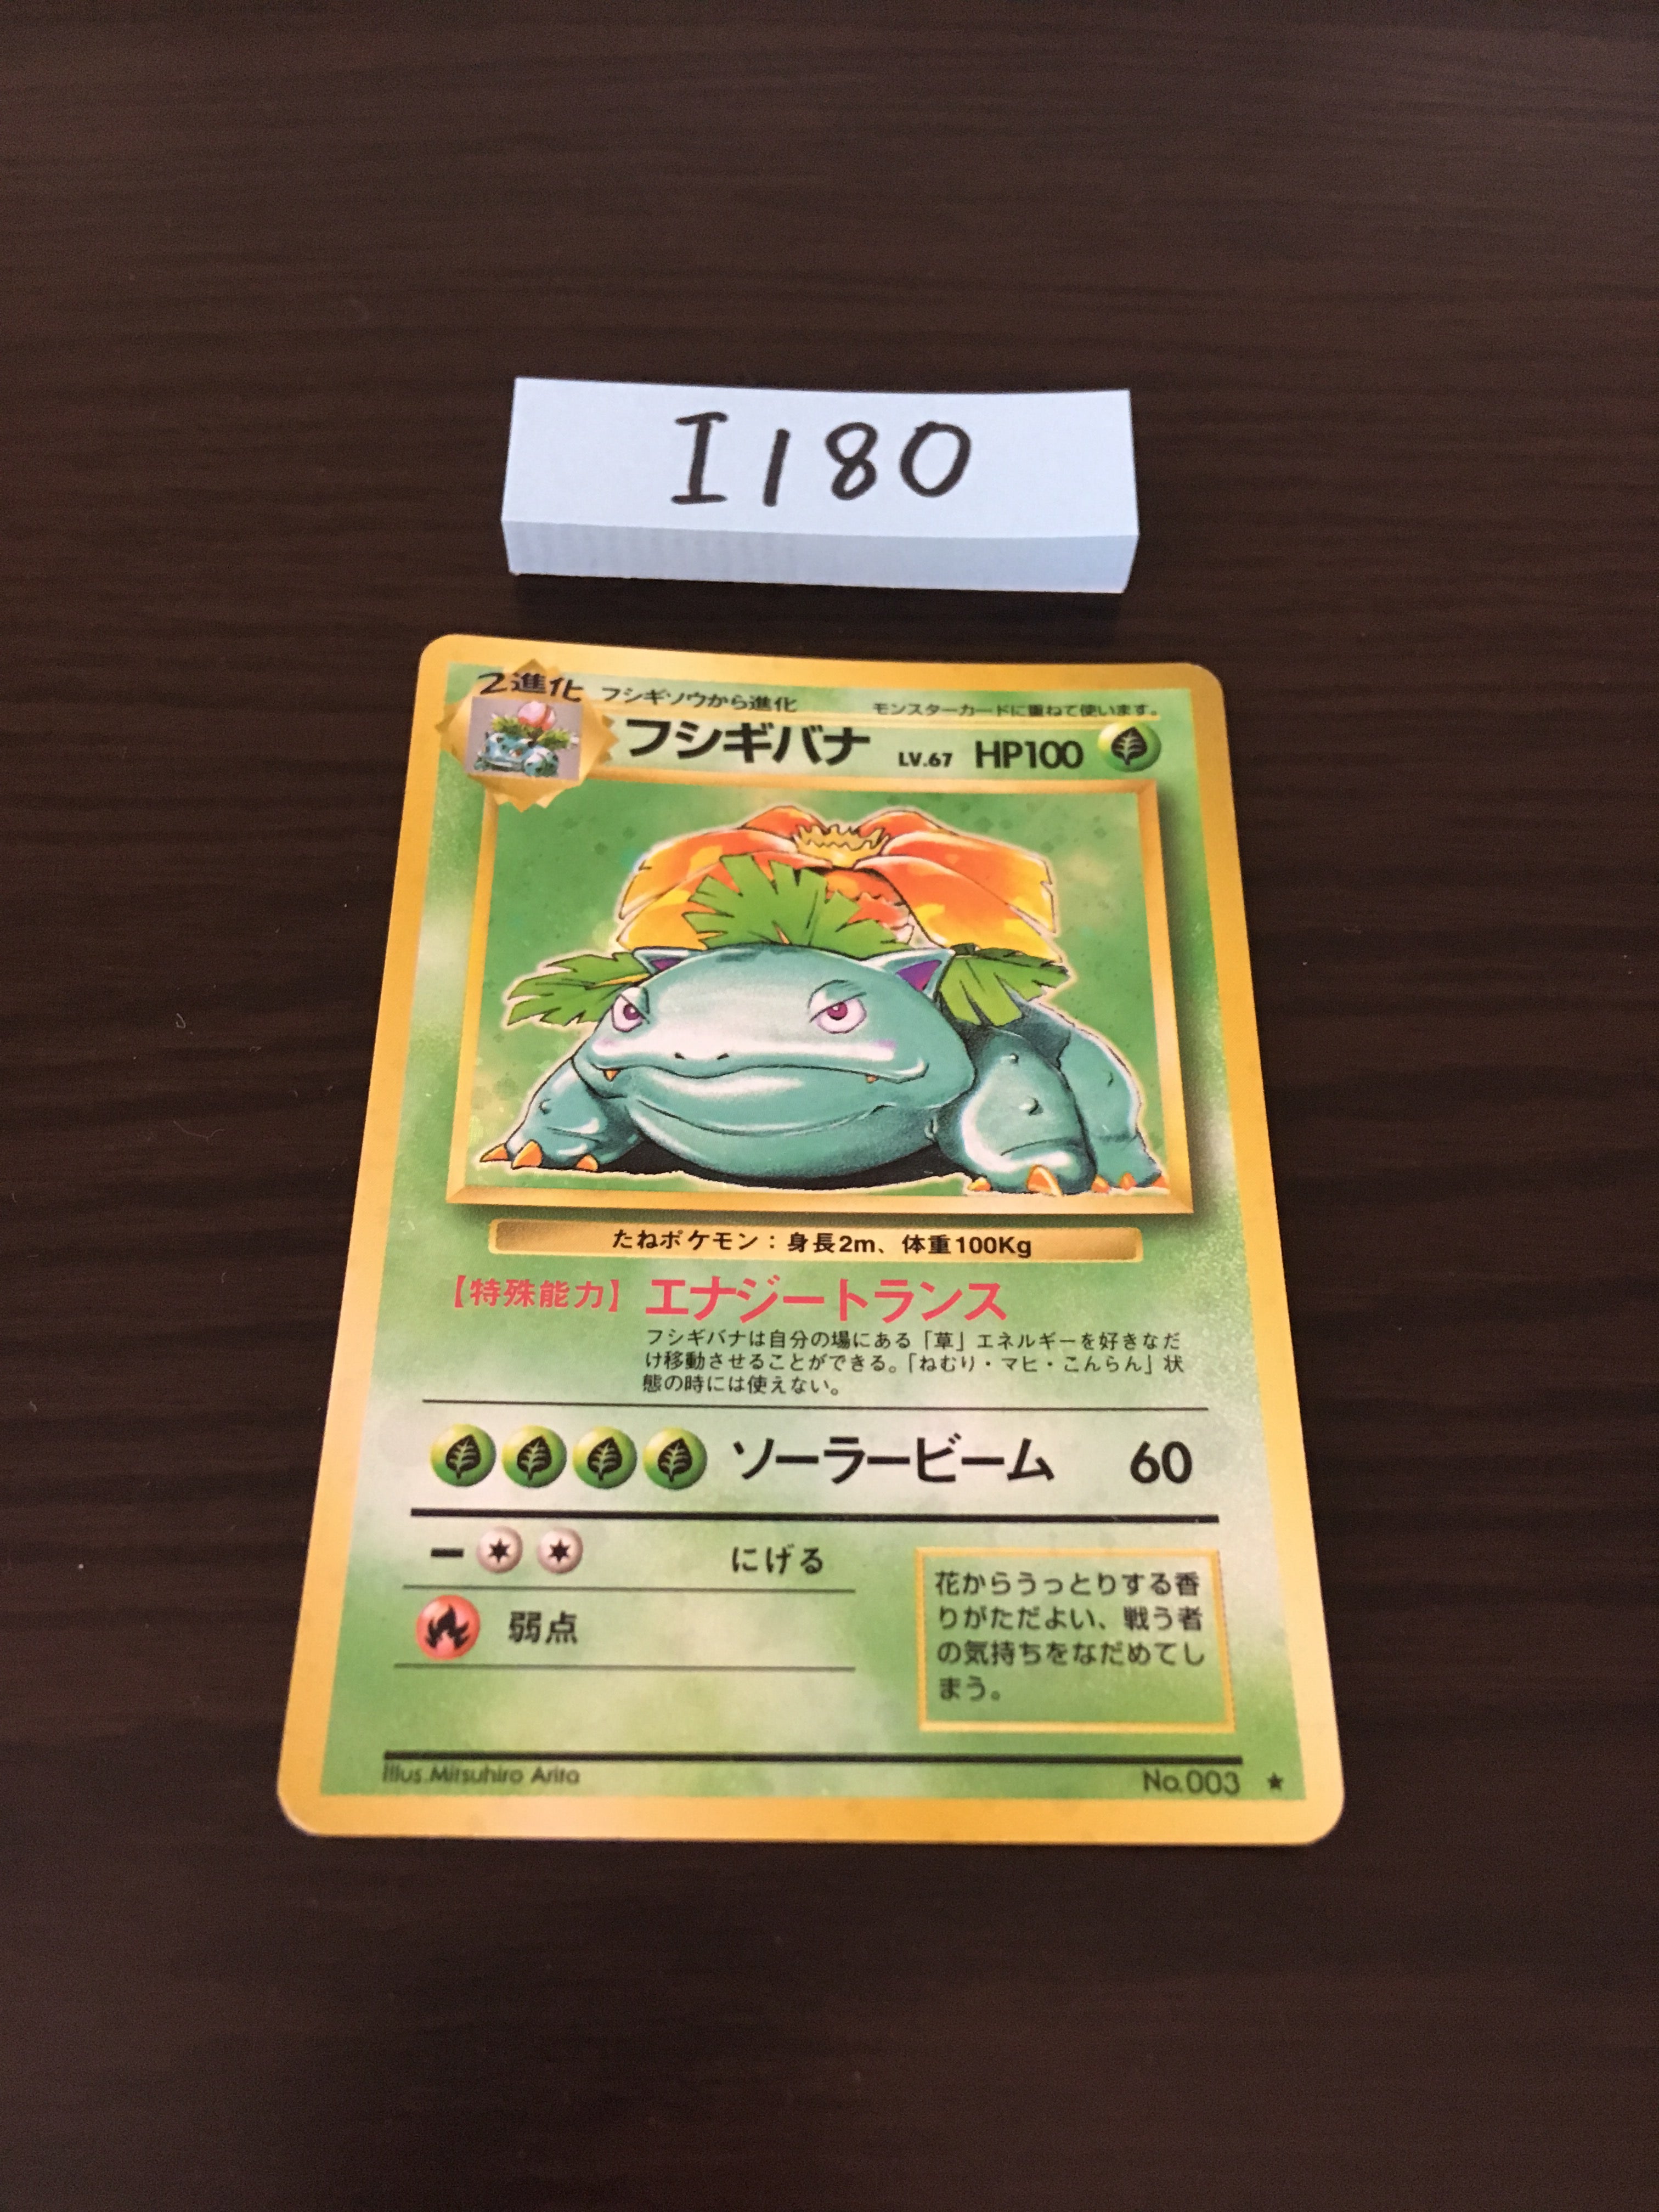 I180
2進化 フシギソウから進化 モンスターカードに重ねて使います。
フシギバナ LV.67 HP100
たねポケモン：身長2m、体重100Kg
【特殊能力】エナジートランス
フシギバナは自分の場にある「草」エネルギーを好きなだ
け移動させることができる。「ねむり・マヒ・こんらん」状
態の時には使えない。
ソーラービーム 60
ー にげる
弱点
花からうっとりする香
りがただよい、戦う者
の気持ちをなだめてし
まう。
Illus.Mitsuhiro Arita No.003 ★